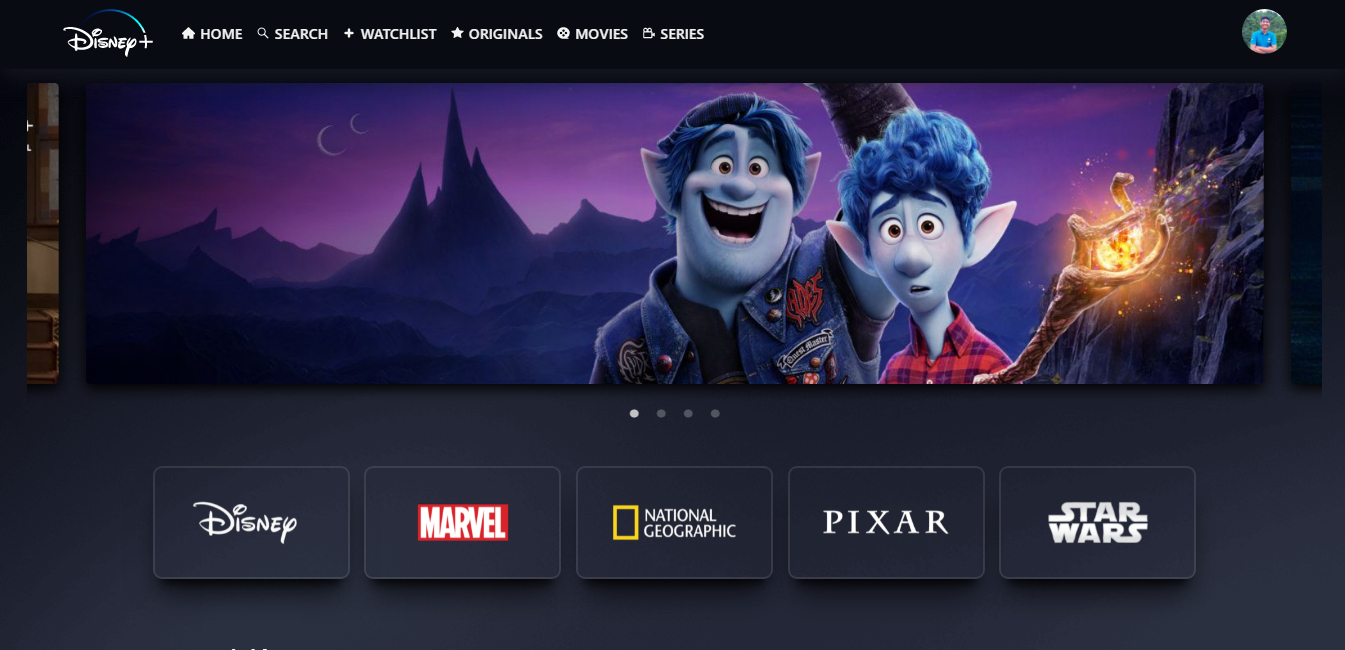 Disney+
HOME
SEARCH
WATCHLIST
ORIGINALS
MOVIES
SERIES
Quest Master
Disney
MARVEL
NATIONAL
GEOGRAPHIC
PIXAR
STAR
WARS